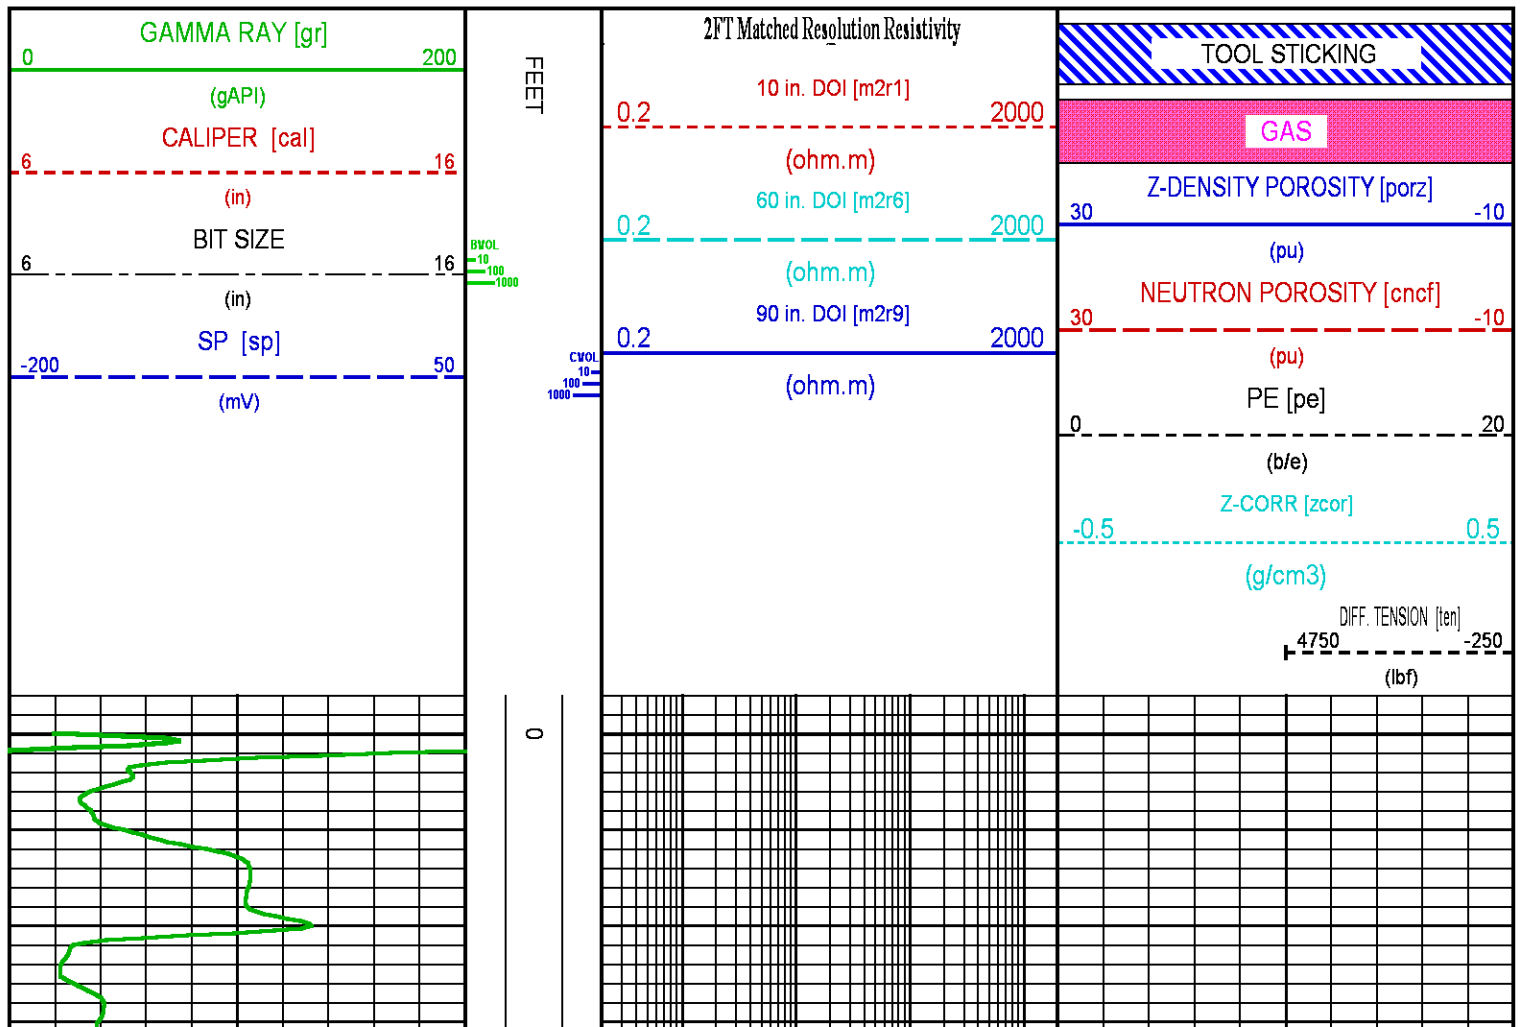 GAMMA RAY [gr]
0 200
(gAPI)
CALIPER [cal]
6 16
(in)
BIT SIZE
6 16
(in)
SP [sp]
-200 50
(mV)
FEET
BVOL
10
100
1000
2FT Matched Resolution Resistivity
10 in. DOI [m2r1]
0.2 2000
(ohm.m)
60 in. DOI [m2r6]
0.2 2000
(ohm.m)
90 in. DOI [m2r9]
0.2 2000
(ohm.m)
CVOL
10
100
1000
TOOL STICKING
GAS
Z-DENSITY POROSITY [porz]
30 -10
(pu)
NEUTRON POROSITY [cncf]
30 -10
(pu)
PE [pe]
0 20
(b/e)
Z-CORR [zcor]
-0.5 0.5
(g/cm3)
DIFF. TENSION [ten]
4750 -250
(lbf)
0